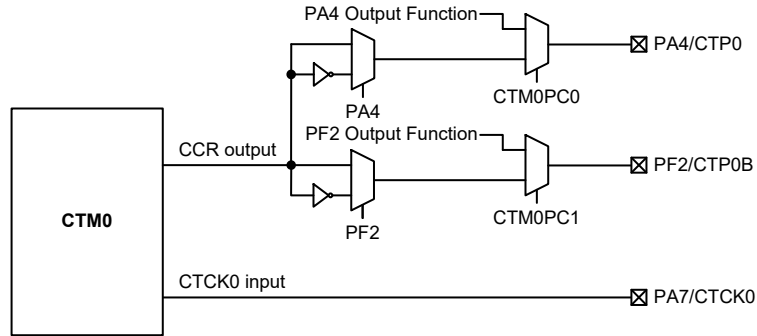 PA4 Output Function
PA4/CTP0
PA4
CTM0PC0
PF2 Output Function
CCR output
PF2/CTP0B
CTM0
PF2
CTM0PC1
CTCK0 input
PA7/CTCK0